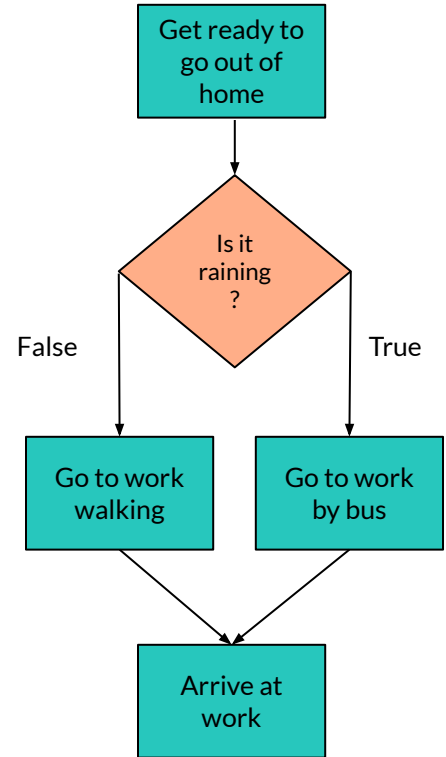 Get ready to
go out of
home
Is it
raining
?
False
True
Go to work
walking
Go to work
by bus
Arrive at
work